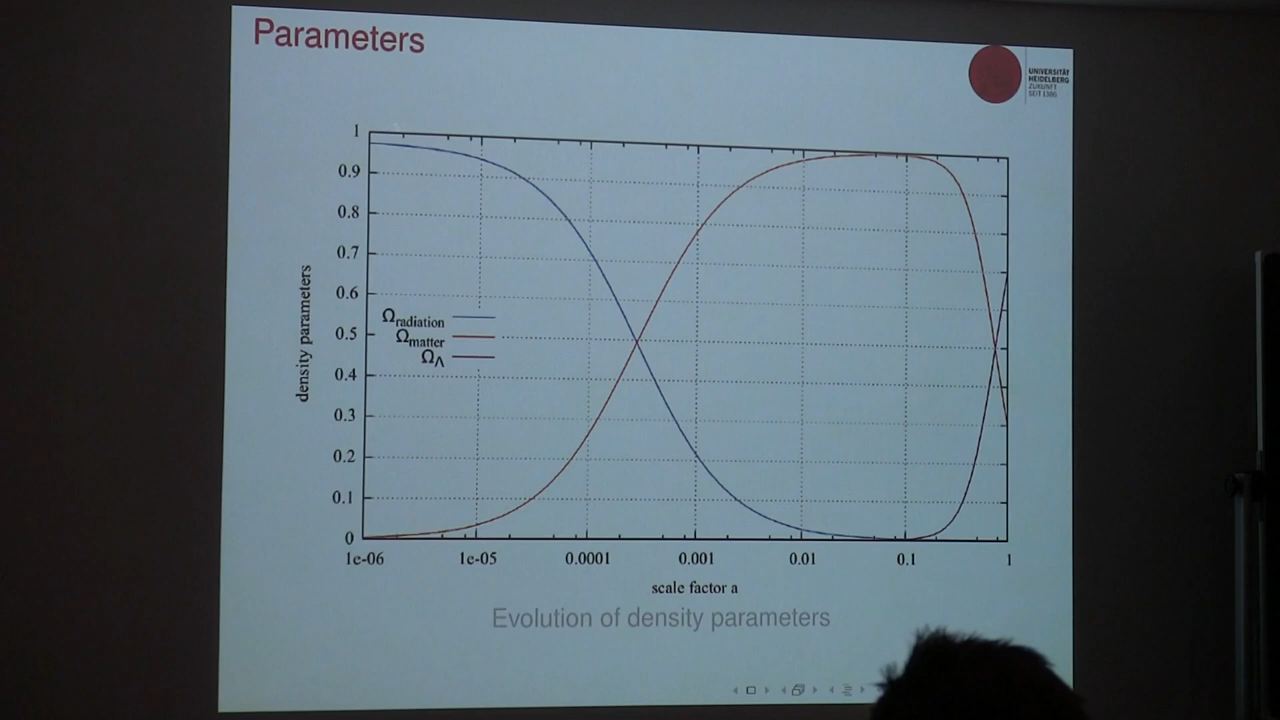 Parameters
UNIVERSITÄT
HEIDELBERG
ZUKUNFT
SEIT 1386
1
0.9
0.8
0.7
0.6
0.5
0.4
0.3
0.2
0.1
0
density parameters
Ωradiation
Ωmatter
ΩΛ
1e-06 1e-05 0.0001 0.001 0.01 0.1 1
scale factor a
Evolution of density parameters